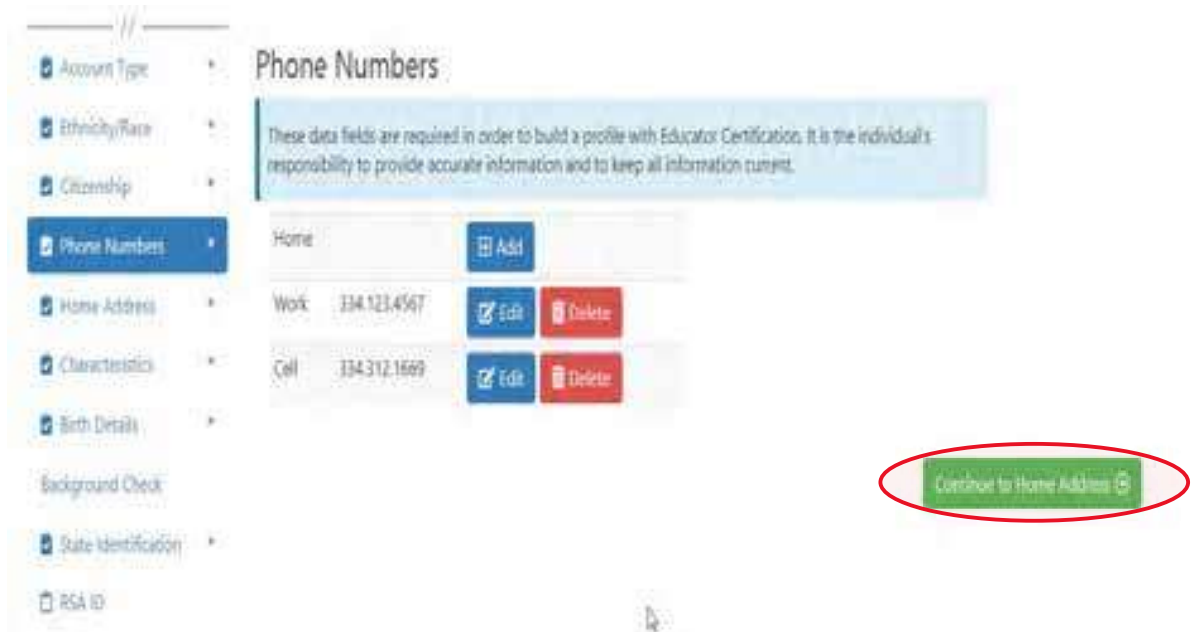 Account Type
Ethnicity/Race
Citizenship
Phone Numbers
Home Address
Characteristics
Birth Details
Background Check
State Identification
RSA ID
Phone Numbers
These data fields are required in order to build a profile with Educator Certification. It is the individual's
responsibility to provide accurate information and to keep all information current.
Home Add
Work 334.123.4567 Edit Delete
Cell 334.312.1669 Edit Delete
Continue to Home Address